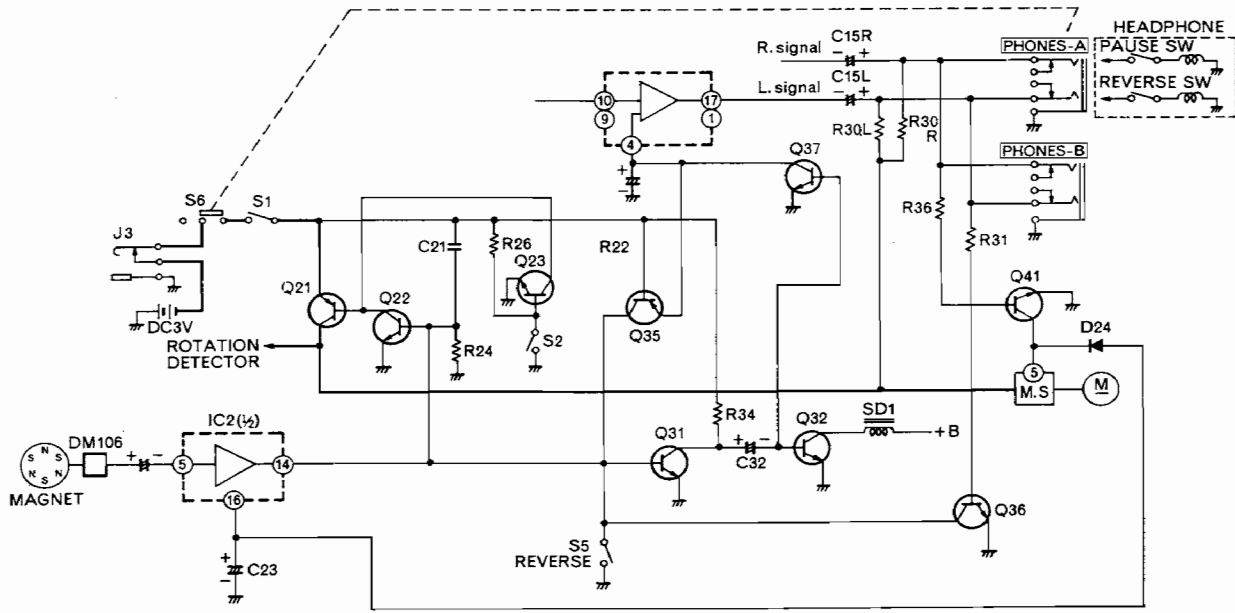 HEADPHONE
PHONES-A
PAUSE SW
REVERSE SW
R. signal
− C15R +
L. signal
− C15L +
10
9
17
1
4
+
−
R30L
R30
R
Q37
PHONES-B
S6
S1
J3
C21
R26
Q23
R22
R36
R31
Q21
Q22
Q35
Q41
DC3V
S2
D24
ROTATION
DETECTOR
R24
5
M.S
M
R34
SD1
+B
IC2(½)
Q31
+ −
C32
Q32
DM106
+ −
5
14
16
S N S N S N
MAGNET
Q36
S5
REVERSE
+
−
C23